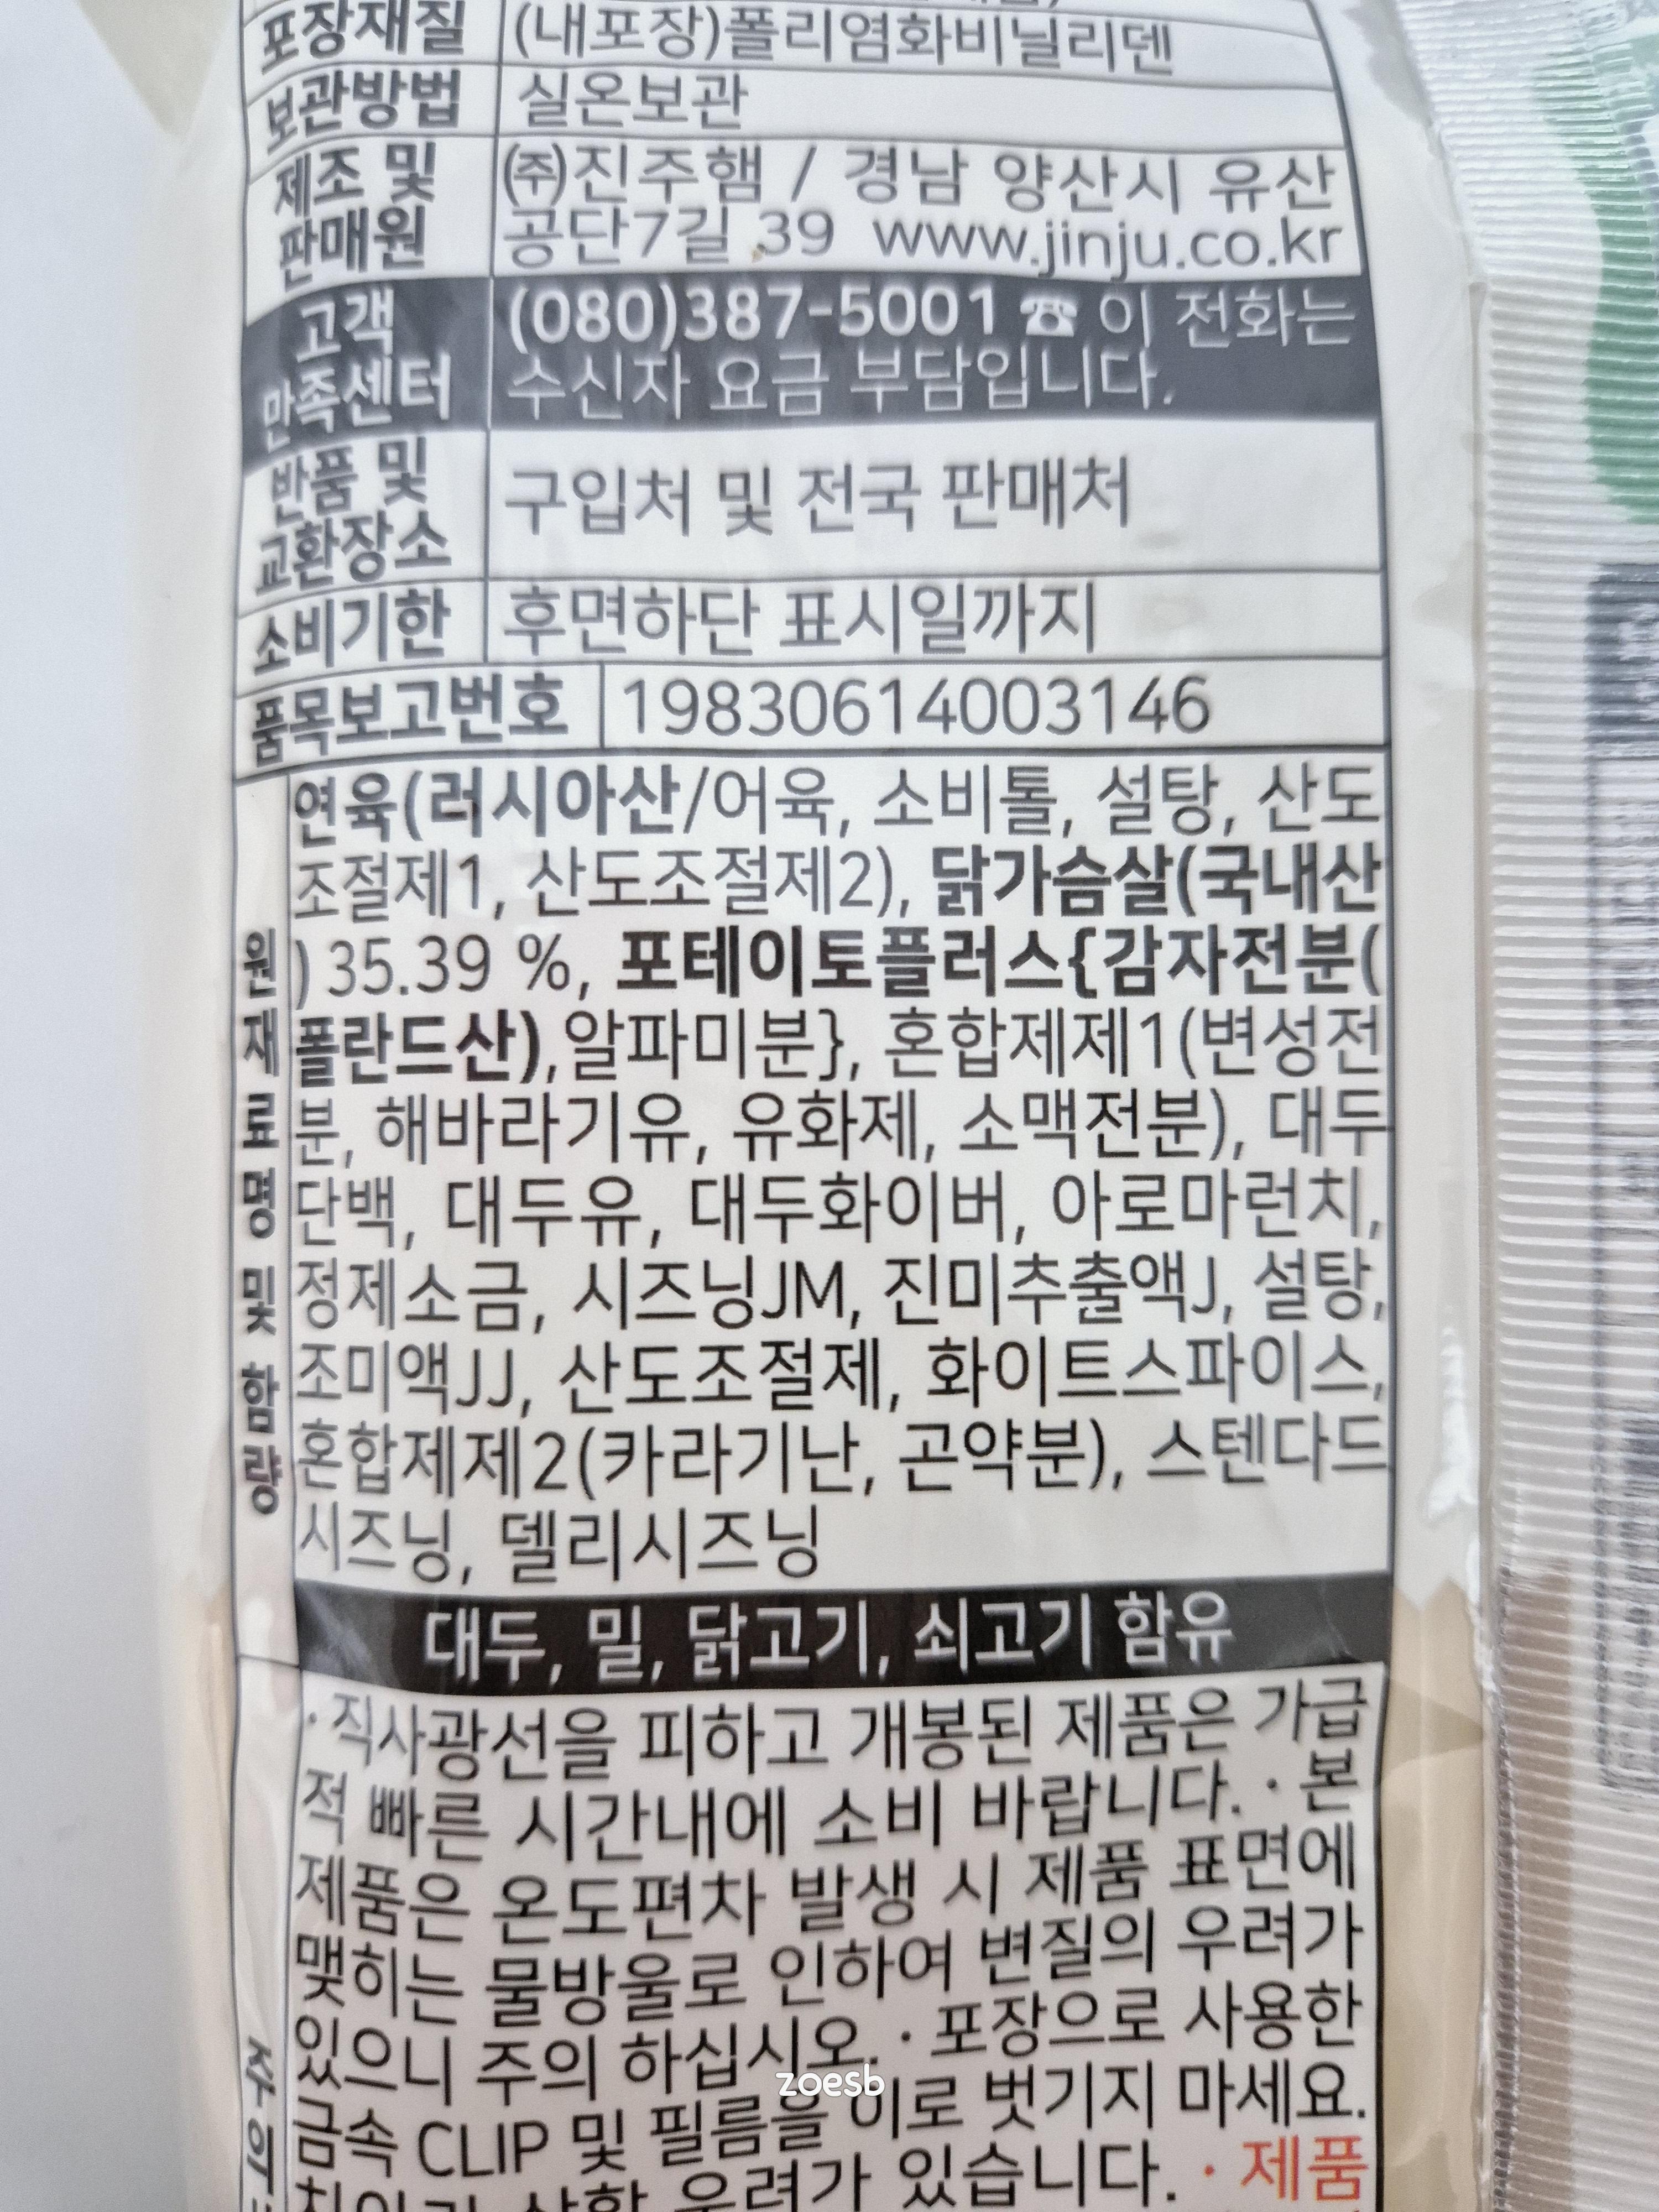 포장재질 (내포장)폴리염화비닐리덴
보관방법 실온보관
제조 및 판매원 ㈜진주햄 / 경남 양산시 유산
공단7길 39 www.jinju.co.kr
고객 만족센터 (080)387-5001 ☎ 이 전화는
수신자 요금 부담입니다.
반품 및 교환장소 구입처 및 전국 판매처
소비기한 후면하단 표시일까지
품목보고번호 19830614003146
원재료명 및 함량
연육(러시아산/어육, 소비톨, 설탕, 산도
조절제1, 산도조절제2), 닭가슴살(국내산
) 35.39 %, 포테이토플러스{감자전분(
폴란드산),알파미분}, 혼합제제1(변성전
분, 해바라기유, 유화제, 소맥전분), 대두
단백, 대두유, 대두화이버, 아로마런치,
정제소금, 시즈닝JM, 진미추출액J, 설탕,
조미액JJ, 산도조절제, 화이트스파이스,
혼합제제2(카라기난, 곤약분), 스텐다드
시즈닝, 델리시즈닝
대두, 밀, 닭고기, 쇠고기 함유
· 직사광선을 피하고 개봉된 제품은 가급
적 빠른 시간내에 소비 바랍니다. · 본
제품은 온도편차 발생 시 제품 표면에
맺히는 물방울로 인하여 변질의 우려가
있으니 주의 하십시오. · 포장으로 사용한
금속 CLIP 및 필름을 이로 벗기지 마세요.
우려가 있습니다. · 제품
zoesb